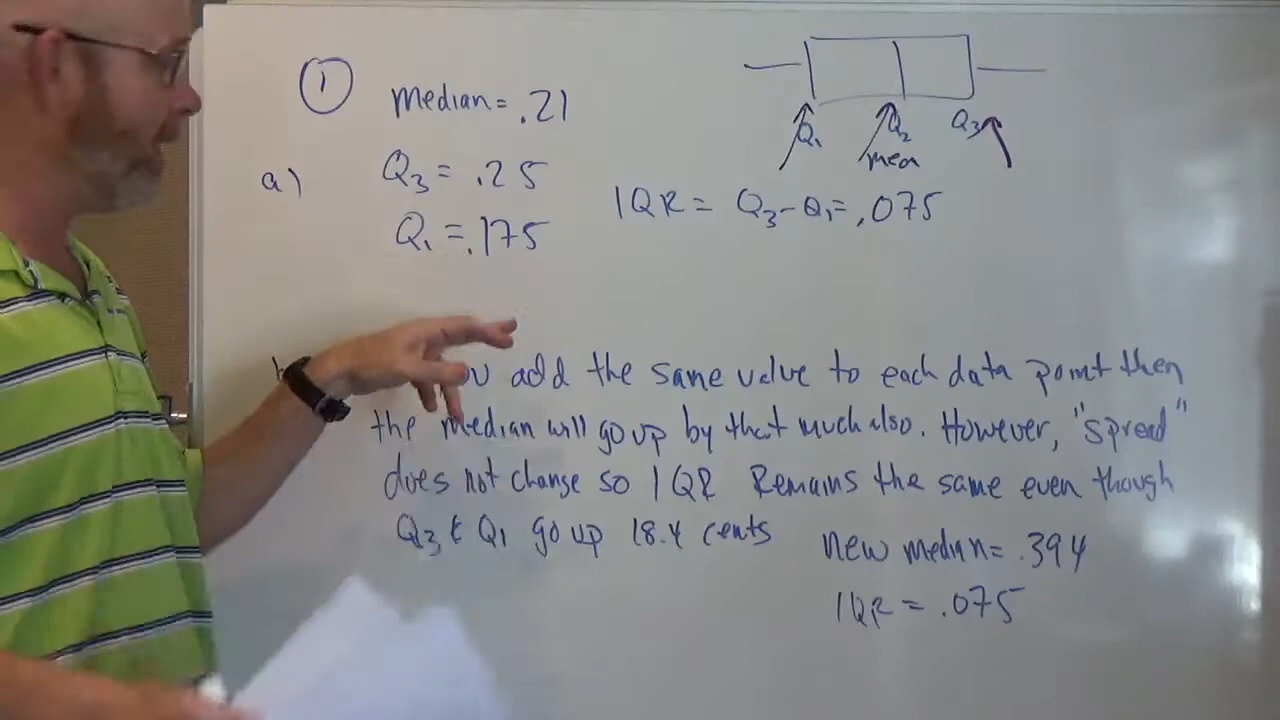 ①
Median = .21
a)
Q3 = .25
Q1 = .175
Q1
Q2
Mea
Q3
IQR = Q3 - Q1 = .075
add the same value to each data point then
the median will go up by that much also. However, "spread"
does not change so IQR Remains the same even though
Q3 & Q1 go up 18.4 cents
New median = .394
IQR = .075